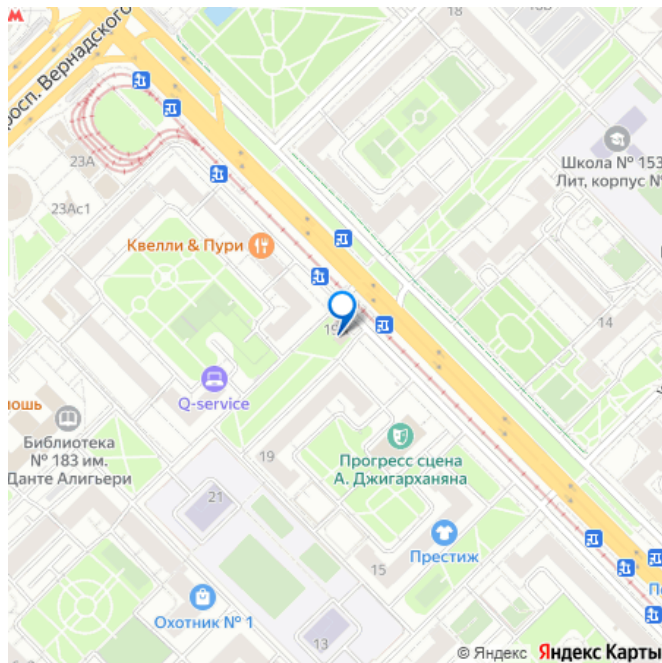 М
просп. Вернадского
18
23А
23Ас1
Школа № 153
Лит, корпус №
Квелли & Пури
14
19
Q-service
ошь
Библиотека
№ 183 им.
Данте Алигьери
19
Прогресс сцена
А. Джигарханяна
21
Престиж
15
Охотник № 1
13
© Яндекс Яндекс Карты